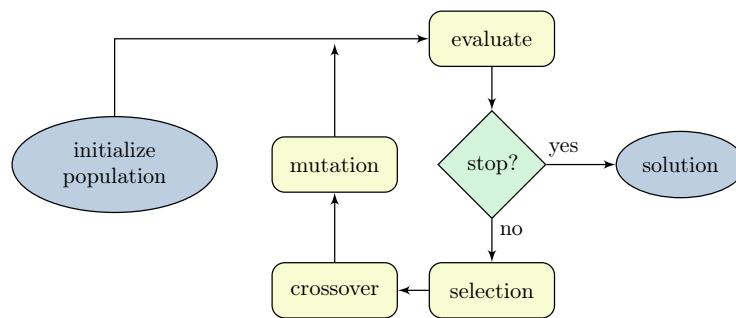 evaluate
initialize
population
mutation
stop?
yes
solution
no
crossover
selection